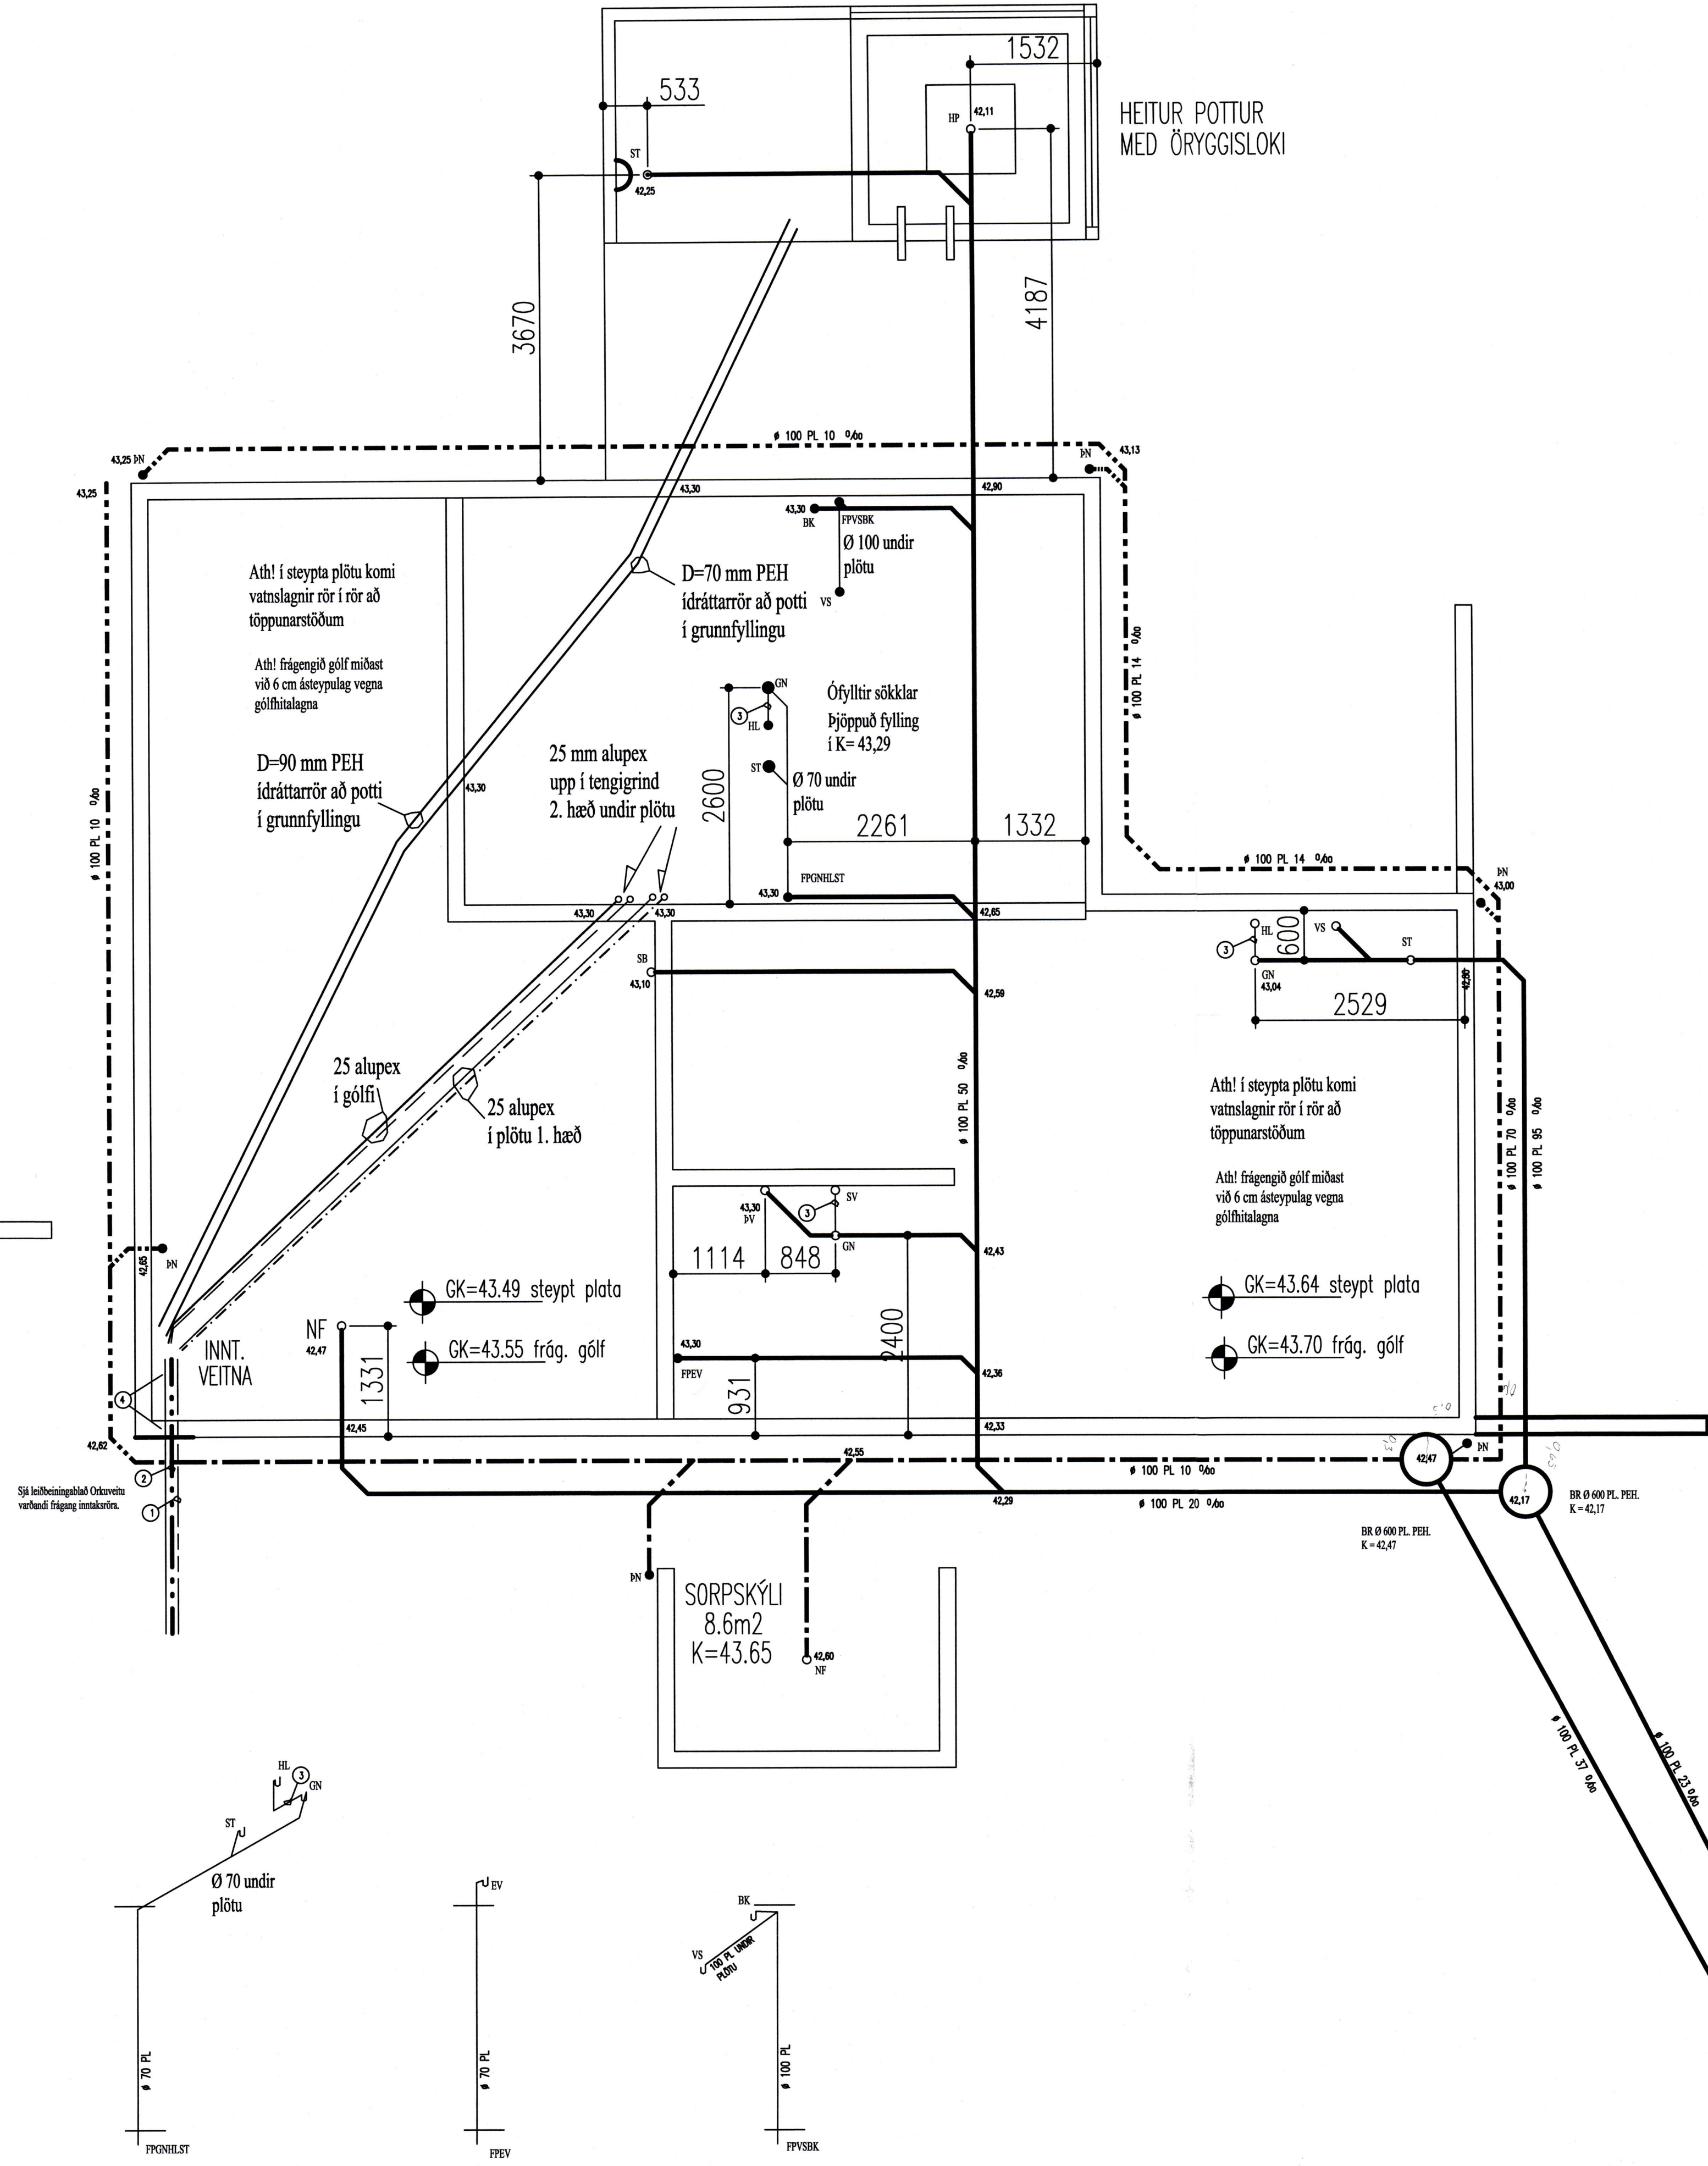 1532
533
HEITUR POTTUR
MED ÖRYGGISLOKI
HP
42,11
ST
42,25
3670
4187
ø 100 PL 10 0/00
43,25 ÞN
43,13
ÞN
43,25
43,30
42,90
43,30
BK
FPVSBK
Ø 100 undir
plötu
VS
Ath! í steypta plötu komi
vatnslagnir rör í rör að
töppunarstöðum
D=70 mm PEH
ídráttarrör að potti
í grunnfyllingu
Ath! frágengið gólf miðast
við 6 cm ásteypulag vegna
gólfhitalagna
ø 100 PL 14 0/00
GN
3
HL
Ófylltir sökklar
Þjöppuð fylling
í K= 43,29
D=90 mm PEH
ídráttarrör að potti
í grunnfyllingu
25 mm alupex
upp í tengigrind
2. hæð undir plötu
43,30
ST
Ø 70 undir
plötu
2600
2261
1332
ø 100 PL 10 0/00
ø 100 PL 14 0/00
ÞN
43,00
FPGNHLST
43,30
43,30
43,30
42,65
HL
3
600
VS
ST
GN
43,04
42,80
2529
SB
43,10
42,59
25 alupex
í gólfi
25 alupex
í plötu 1. hæð
ø 100 PL 50 0/00
Ath! í steypta plötu komi
vatnslagnir rör í rör að
töppunarstöðum
ø 100 PL 70 0/00
ø 100 PL 95 0/00
Ath! frágengið gólf miðast
við 6 cm ásteypulag vegna
gólfhitalagna
43,30
ÞV
3
SV
GN
42,43
1114
848
42,65
ÞN
GK=43.49 steypt plata
GK=43.64 steypt plata
NF
42,47
GK=43.55 frág. gólf
GK=43.70 frág. gólf
INNT.
VEITNA
1331
43,30
FPEV
2400
931
42,36
4
42,45
42,33
42,62
42,55
42,47
ÞN
2
Sjá leiðbeiningablað Orkuveitu
varðandi frágang inntaksröra.
1
ø 100 PL 10 0/00
42,29
ø 100 PL 20 0/00
42,17
BR Ø 600 PL. PEH.
K = 42,17
BR Ø 600 PL. PEH.
K = 42,47
ÞN
SORPSKÝLI
8.6m2
K=43.65
42,60
NF
ø 100 PL 37 0/00
ø 100 PL 23 0/00
HL
3
GN
ST
Ø 70 undir
plötu
EV
BK
VS
100 PL UNDIR
PLÖTU
ø 70 PL
ø 70 PL
ø 100 PL
FPGNHLST
FPEV
FPVSBK